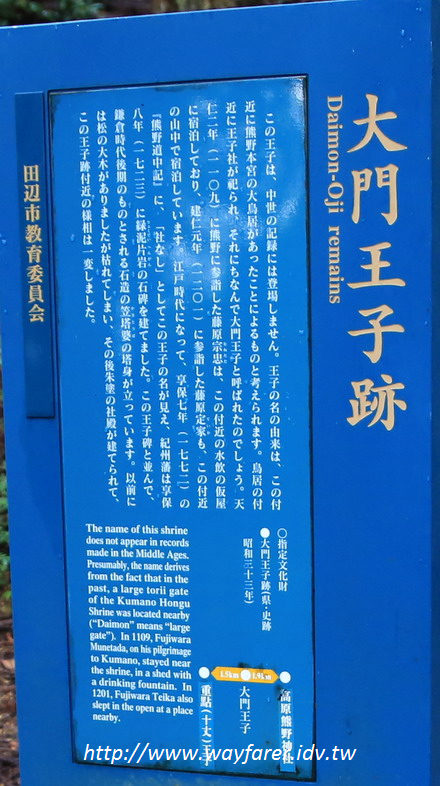 大門王子跡
Daimon-Oji remains
この王子は、中世の記録には登場しません。王子の名の由来は、この付
近に熊野本宮の大鳥居があったことによるものと考えられます。鳥居の付
近に王子社が祀られ、それにちなんで大門王子と呼ばれたのでしょう。天
仁二年(一一〇九)に熊野に参詣した藤原宗忠は、この付近の水飲の仮屋
に宿泊しており、建仁元年(一二〇一)に参詣した藤原定家も、この付近
の山中で宿泊しています。江戸時代になって、享保七年(一七七二)の
『熊野道中記』に、「社なし」としてこの王子の名が見え、紀州藩は享保
八年(一七二三)に緑泥片岩の石碑を建てました。この王子碑と並んで、
鎌倉時代後期のものとされる石造の笠塔婆の塔身が立っています。以前に
は松の大木がありましたが枯れてしまい、その後朱塗の社殿が建てられて、
この王子跡付近の様相は一変しました。
田辺市教育委員会
○指定文化財
●大門王子跡(県・史跡
昭和三十三年)
高原熊野神社
1.9km
大門王子
1.5km
重點(十丈)王子
The name of this shrine
does not appear in records
made in the Middle Ages.
Presumably, the name derives
from the fact that in the
past, a large torii gate
of the Kumano Hongu
Shrine was located nearby
("Daimon" means "large
gate"). In 1109, Fujiwara
Munetada, on his pilgrimage
to Kumano, stayed near
the shrine, in a shed with
a drinking fountain. In
1201, Fujiwara Teika also
slept in the open at a place
nearby.
http://www.wayfarer.idv.tw